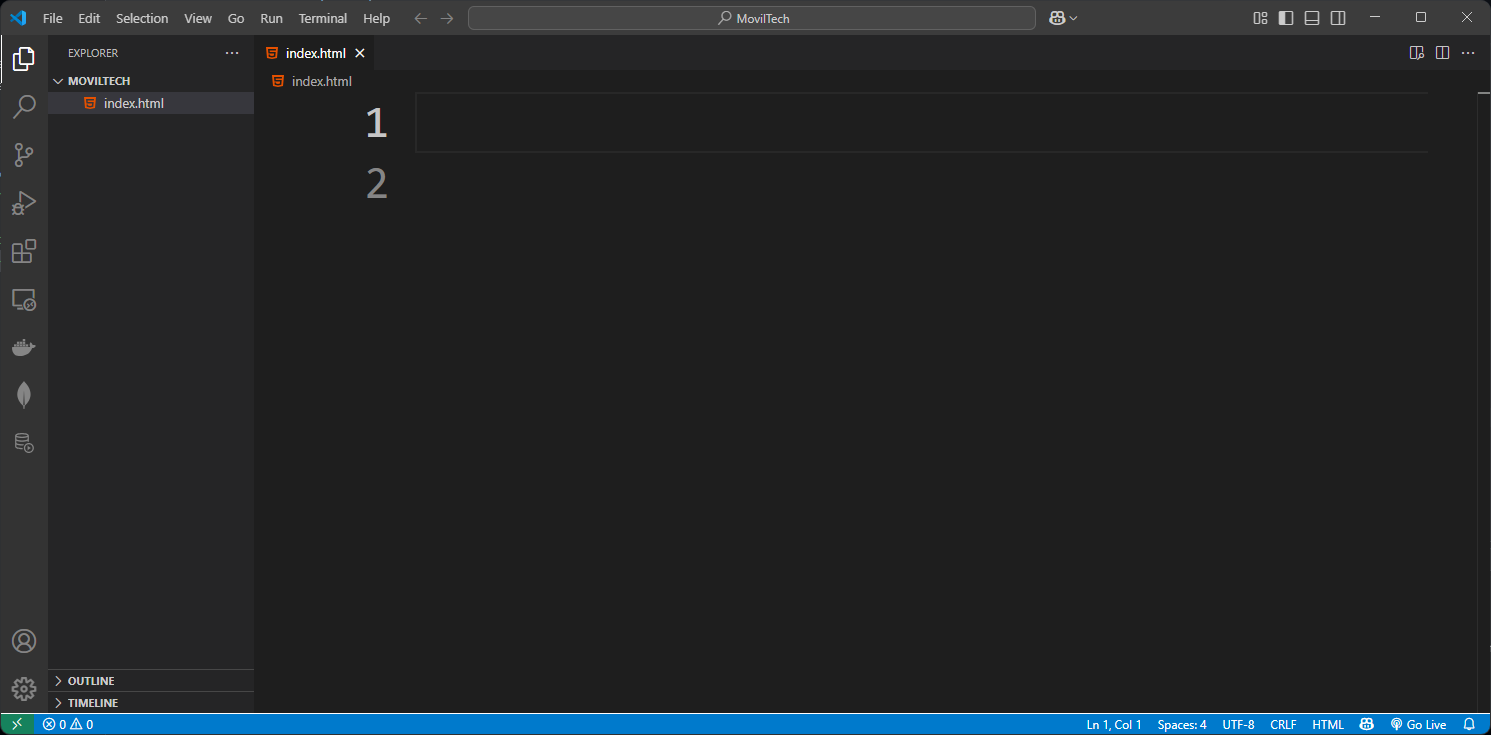 File Edit Selection View Go Run Terminal Help MovilTech
EXPLORER
MOVILTECH
index.html
index.html
index.html
1
2
OUTLINE
TIMELINE
0 0 Ln 1, Col 1 Spaces: 4 UTF-8 CRLF HTML Go Live